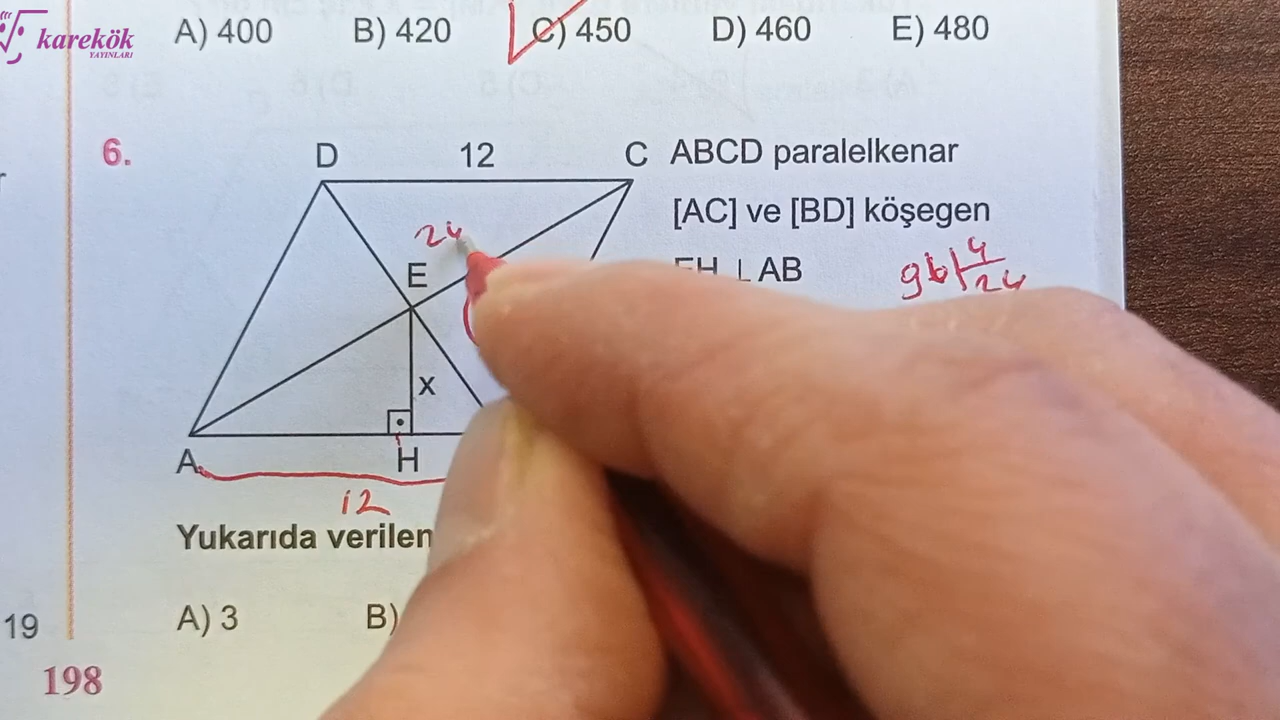 karekök
YAYINLARI
A) 400 B) 420 C) 450 D) 460 E) 480
6.
D 12 C
ABCD paralelkenar
[AC] ve [BD] köşegen
24
E
AB
4
24
x
A H
12
Yukarıda verilen
A) 3 B)
19
198